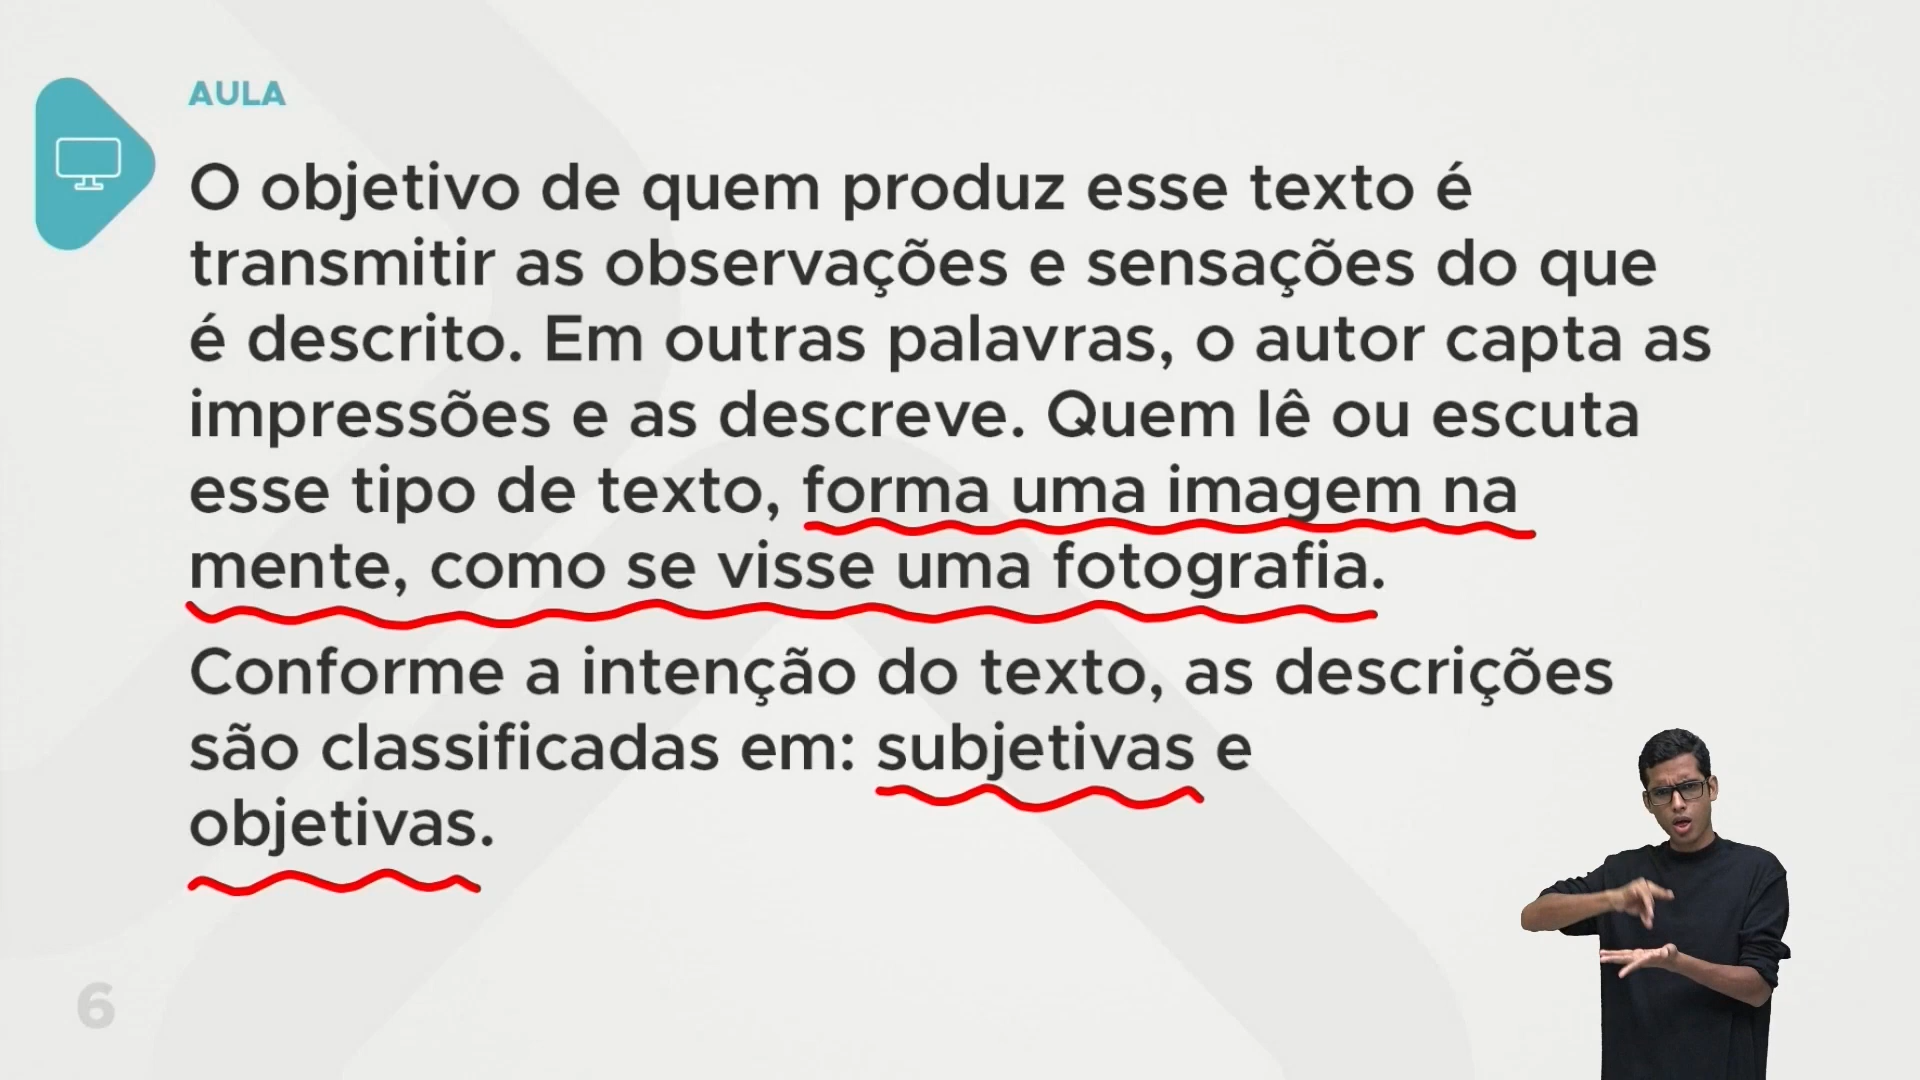 AULA
O objetivo de quem produz esse texto é
transmitir as observações e sensações do que
é descrito. Em outras palavras, o autor capta as
impressões e as descreve. Quem lê ou escuta
esse tipo de texto, forma uma imagem na
mente, como se visse uma fotografia.
Conforme a intenção do texto, as descrições
são classificadas em: subjetivas e
objetivas.
6